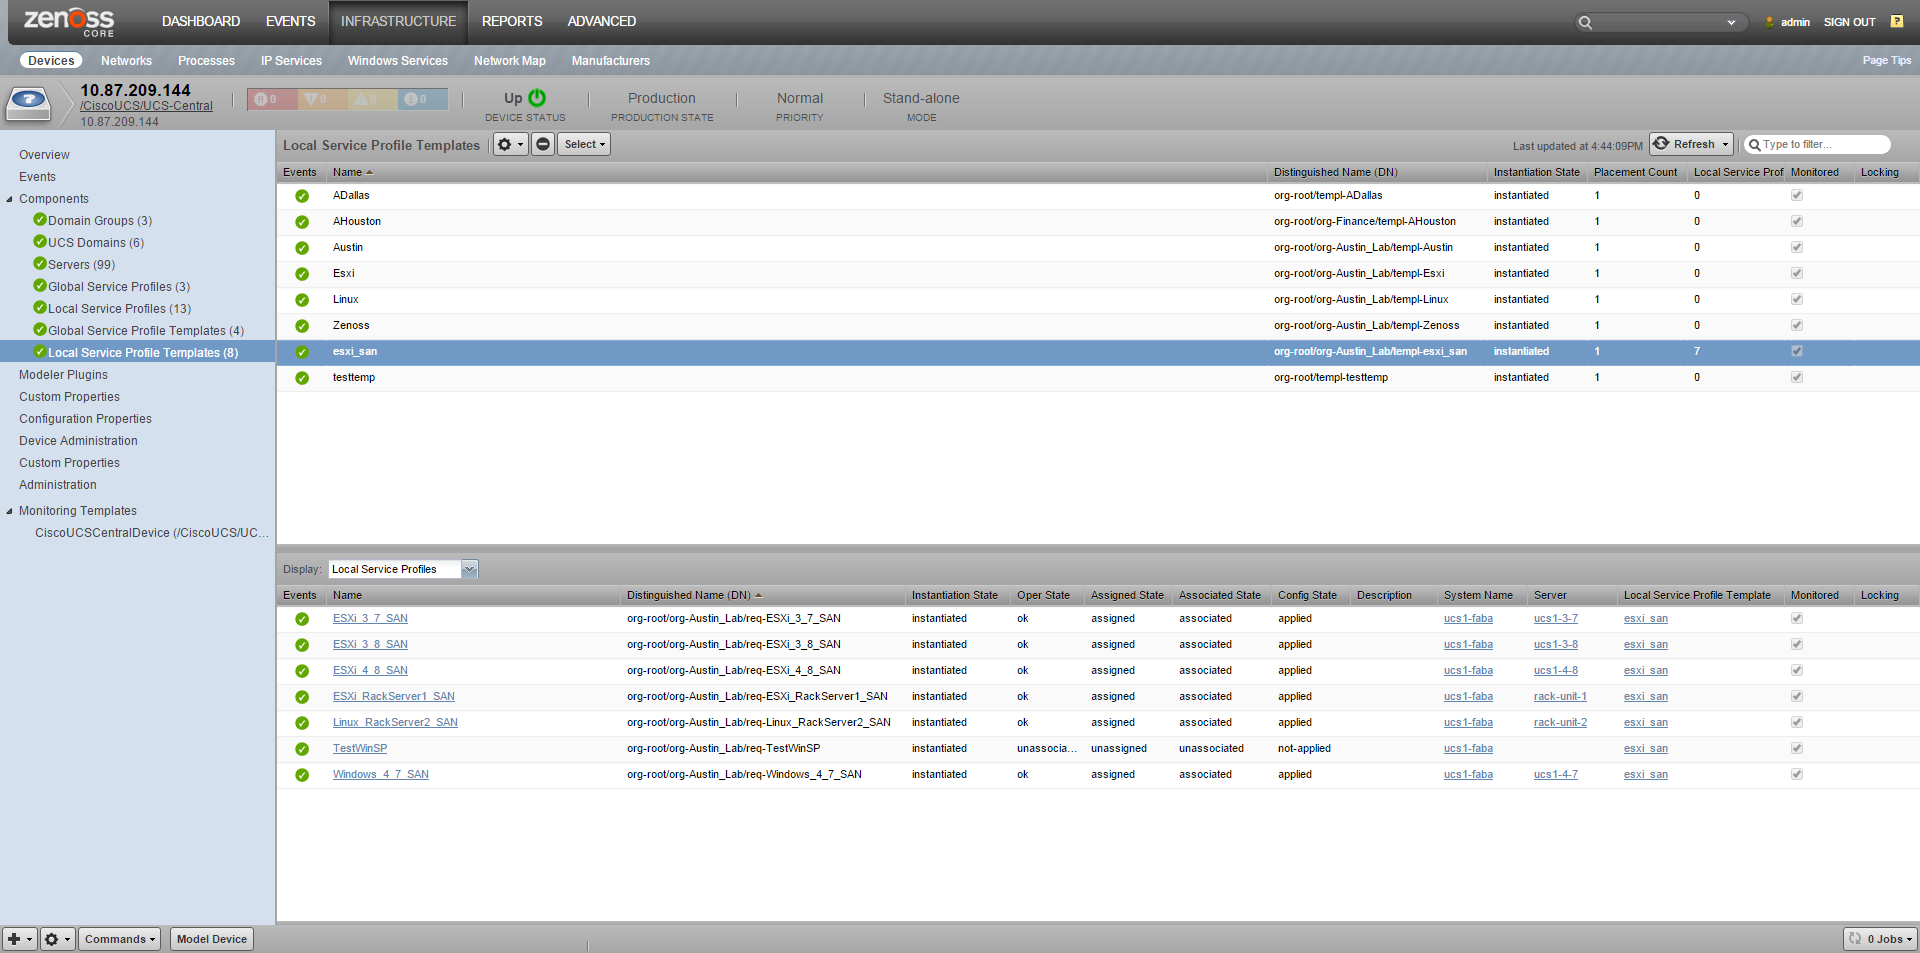 zenoss CORE DASHBOARD EVENTS INFRASTRUCTURE REPORTS ADVANCED admin SIGN OUT ?
Devices Networks Processes IP Services Windows Services Network Map Manufacturers Page Tips
10.87.209.144
/CiscoUCS/UCS-Central
10.87.209.144
0 0 0 0
Up Production Normal Stand-alone
DEVICE STATUS PRODUCTION STATE PRIORITY MODE
Overview
Events
Components
Domain Groups (3)
UCS Domains (6)
Servers (99)
Global Service Profiles (3)
Local Service Profiles (13)
Global Service Profile Templates (4)
Local Service Profile Templates (8)
Modeler Plugins
Custom Properties
Configuration Properties
Device Administration
Custom Properties
Administration
Monitoring Templates
CiscoUCSCentralDevice (/CiscoUCS/UC...
Local Service Profile Templates Select Last updated at 4:44:09PM Refresh Type to filter...
Events Name Distinguished Name (DN) Instantiation State Placement Count Local Service Prof Monitored Locking
ADallas org-root/templ-ADallas instantiated 1 0
AHouston org-root/org-Finance/templ-AHouston instantiated 1 0
Austin org-root/org-Austin_Lab/templ-Austin instantiated 1 0
Esxi org-root/org-Austin_Lab/templ-Esxi instantiated 1 0
Linux org-root/org-Austin_Lab/templ-Linux instantiated 1 0
Zenoss org-root/org-Austin_Lab/templ-Zenoss instantiated 1 0
esxi_san org-root/org-Austin_Lab/templ-esxi_san instantiated 1 7
testtemp org-root/templ-testtemp instantiated 1 0
Display: Local Service Profiles
Events Name Distinguished Name (DN) Instantiation State Oper State Assigned State Associated State Config State Description System Name Server Local Service Profile Template Monitored Locking
ESXi_3_7_SAN org-root/org-Austin_Lab/req-ESXi_3_7_SAN instantiated ok assigned associated applied ucs1-faba ucs1-3-7 esxi_san
ESXi_3_8_SAN org-root/org-Austin_Lab/req-ESXi_3_8_SAN instantiated ok assigned associated applied ucs1-faba ucs1-3-8 esxi_san
ESXi_4_8_SAN org-root/org-Austin_Lab/req-ESXi_4_8_SAN instantiated ok assigned associated applied ucs1-faba ucs1-4-8 esxi_san
ESXi_RackServer1_SAN org-root/org-Austin_Lab/req-ESXi_RackServer1_SAN instantiated ok assigned associated applied ucs1-faba rack-unit-1 esxi_san
Linux_RackServer2_SAN org-root/org-Austin_Lab/req-Linux_RackServer2_SAN instantiated ok assigned associated applied ucs1-faba rack-unit-2 esxi_san
TestWinSP org-root/org-Austin_Lab/req-TestWinSP instantiated unassocia... unassigned unassociated not-applied ucs1-faba esxi_san
Windows_4_7_SAN org-root/org-Austin_Lab/req-Windows_4_7_SAN instantiated ok assigned associated applied ucs1-faba ucs1-4-7 esxi_san
Commands Model Device 0 Jobs